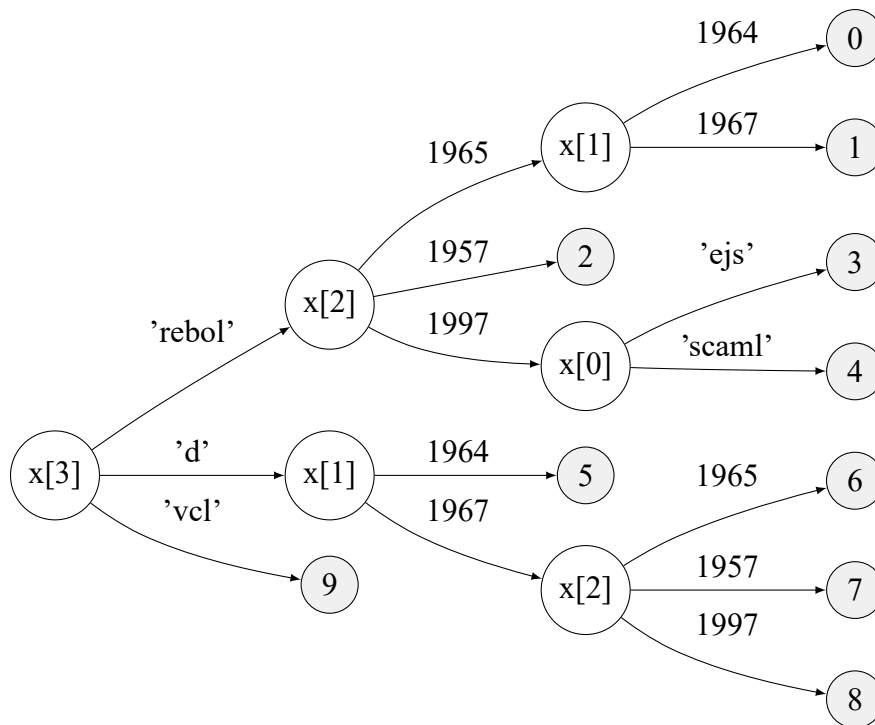 1964
0
x[1]
1967
1
1965
'ejs'
3
1957
2
x[2]
1997
'scaml'
x[0]
4
'rebol'
x[3]
'd'
x[1]
1964
5
1965
6
'vcl'
1967
1957
9
x[2]
7
1997
8